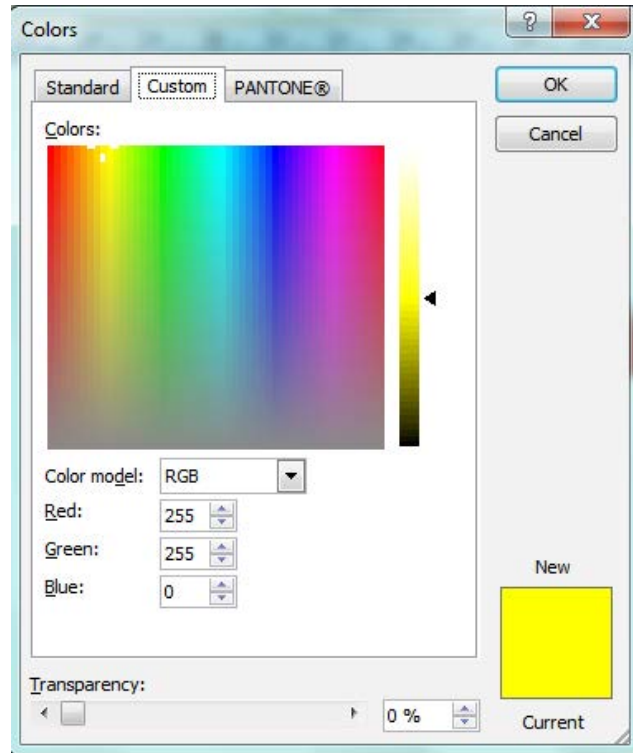 Colors
Standard Custom PANTONE®
OK
Cancel
Colors:
Color model: RGB
Red: 255
Green: 255
Blue: 0
New
Current
Transparency:
0 %